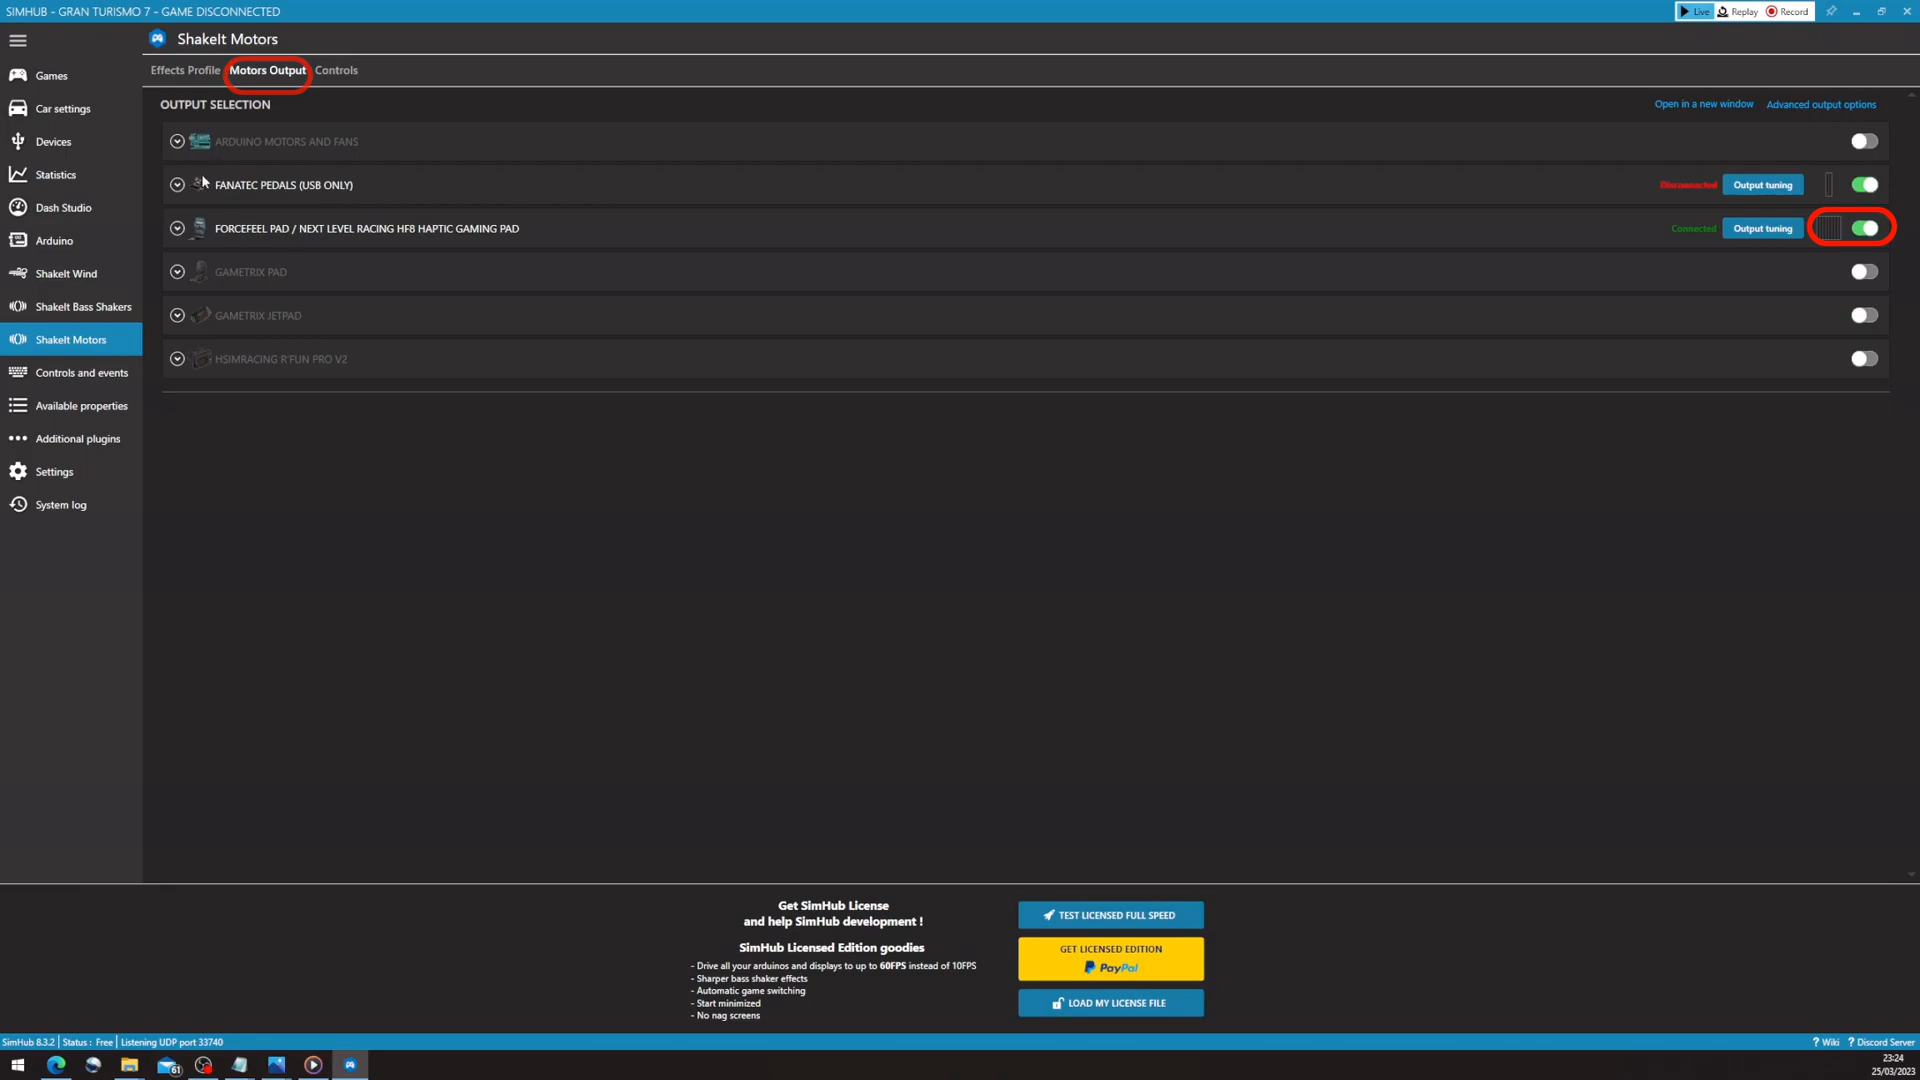 SIMHUB - GRAN TURISMO 7 - GAME DISCONNECTED
Live
Replay
Record
ShakeIt Motors
Effects Profile
Motors Output
Controls
OUTPUT SELECTION
Open in a new window
Advanced output options
Games
Car settings
Devices
Statistics
Dash Studio
Arduino
ShakeIt Wind
ShakeIt Bass Shakers
ShakeIt Motors
Controls and events
Available properties
Additional plugins
Settings
System log
ARDUINO MOTORS AND FANS
FANATEC PEDALS (USB ONLY)
Disconnected
Output tuning
FORCEFEEL PAD / NEXT LEVEL RACING HF8 HAPTIC GAMING PAD
Connected
Output tuning
GAMETRIX PAD
GAMETRIX JETPAD
HSIMRACING R'FUN PRO V2
Get SimHub License
and help SimHub development !
SimHub Licensed Edition goodies
- Drive all your arduinos and displays to up to 60FPS instead of 10FPS
- Sharper bass shaker effects
- Automatic game switching
- Start minimized
- No nag screens
TEST LICENSED FULL SPEED
GET LICENSED EDITION
PayPal
LOAD MY LICENSE FILE
SimHub 8.3.2 | Status : Free | Listening UDP port 33740
? Wiki ? Discord Server
61
23:24
25/03/2023